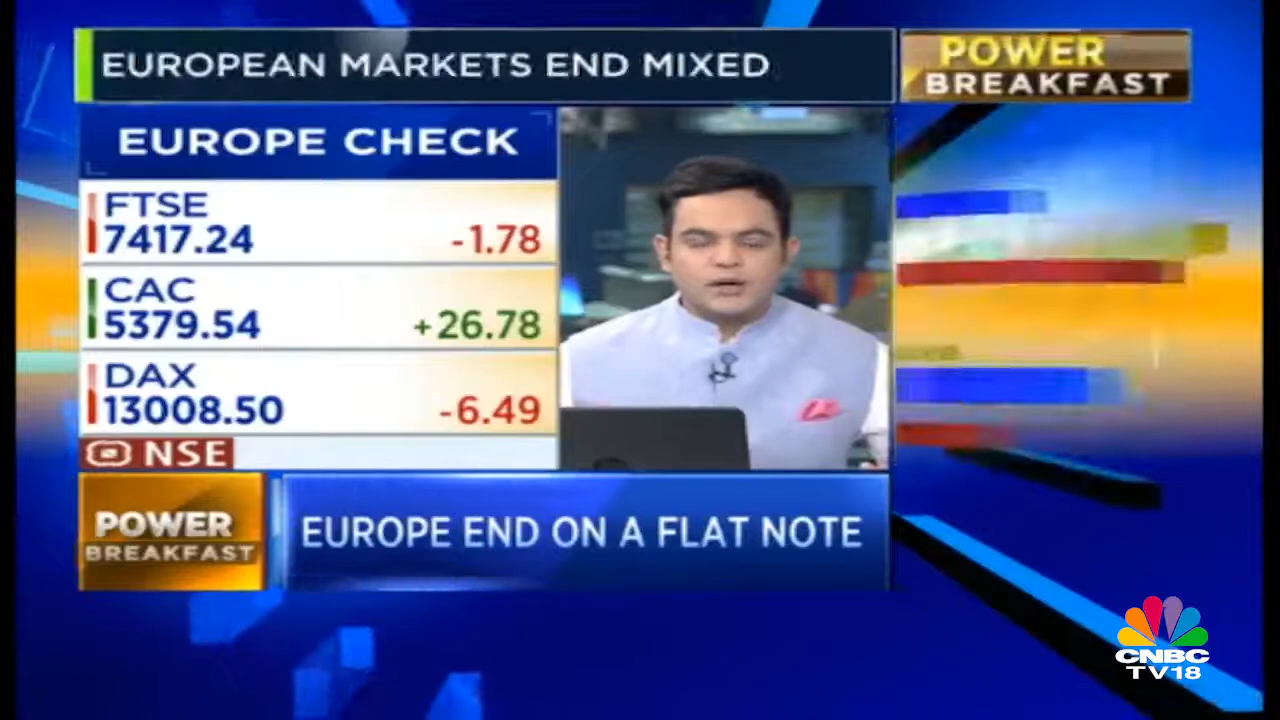 EUROPEAN MARKETS END MIXED
POWER
BREAKFAST
EUROPE CHECK
FTSE
7417.24 -1.78
CAC
5379.54 +26.78
DAX
13008.50 -6.49
NSE
POWER
BREAKFAST
EUROPE END ON A FLAT NOTE
CNBC
TV18